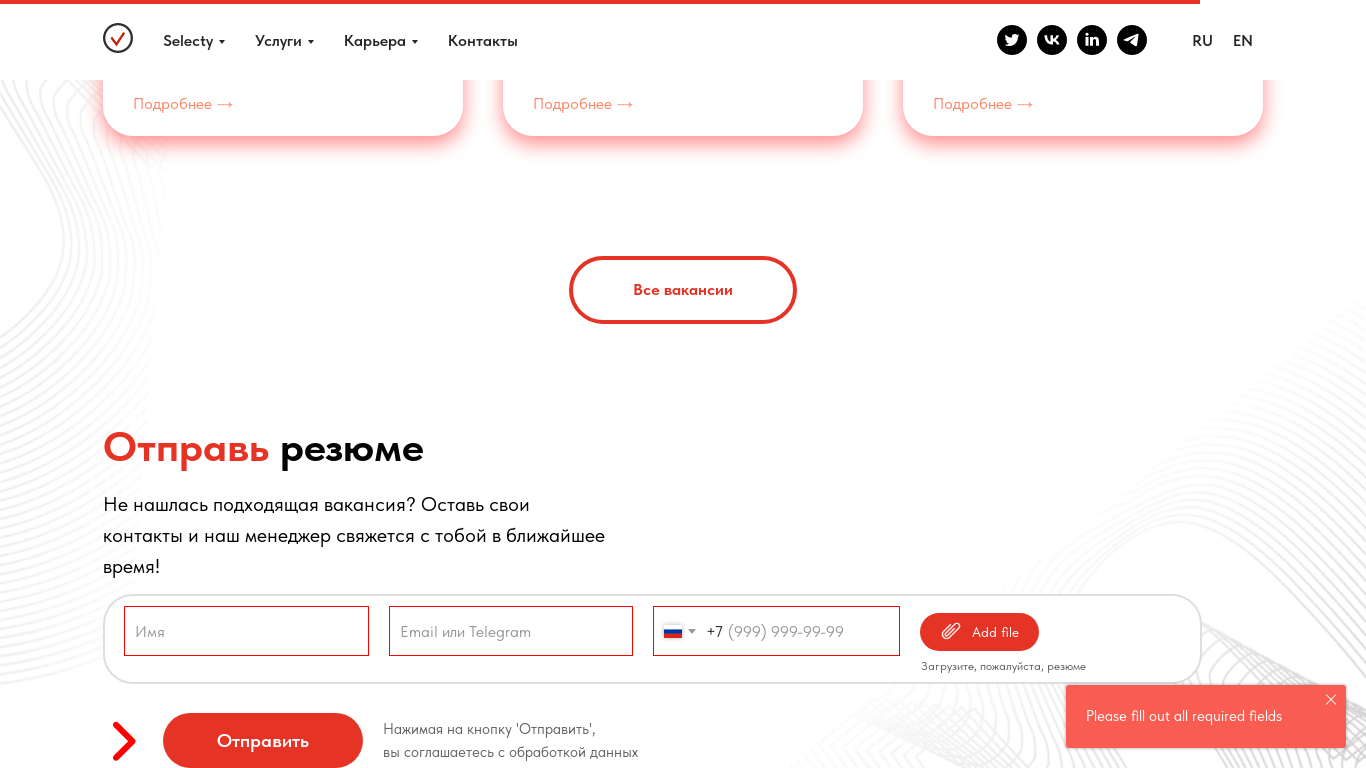 Selecty
Услуги
Карьера
Контакты
RU
EN
Подробнее →
Подробнее →
Подробнее →
Все вакансии
Отправь резюме
Не нашлась подходящая вакансия? Оставь свои
контакты и наш менеджер свяжется с тобой в ближайшее
время!
Имя
Email или Telegram
+7 (999) 999-99-99
Add file
Загрузите, пожалуйста, резюме
Please fill out all required fields
Отправить
Нажимая на кнопку 'Отправить',
вы соглашаетесь с обработкой данных